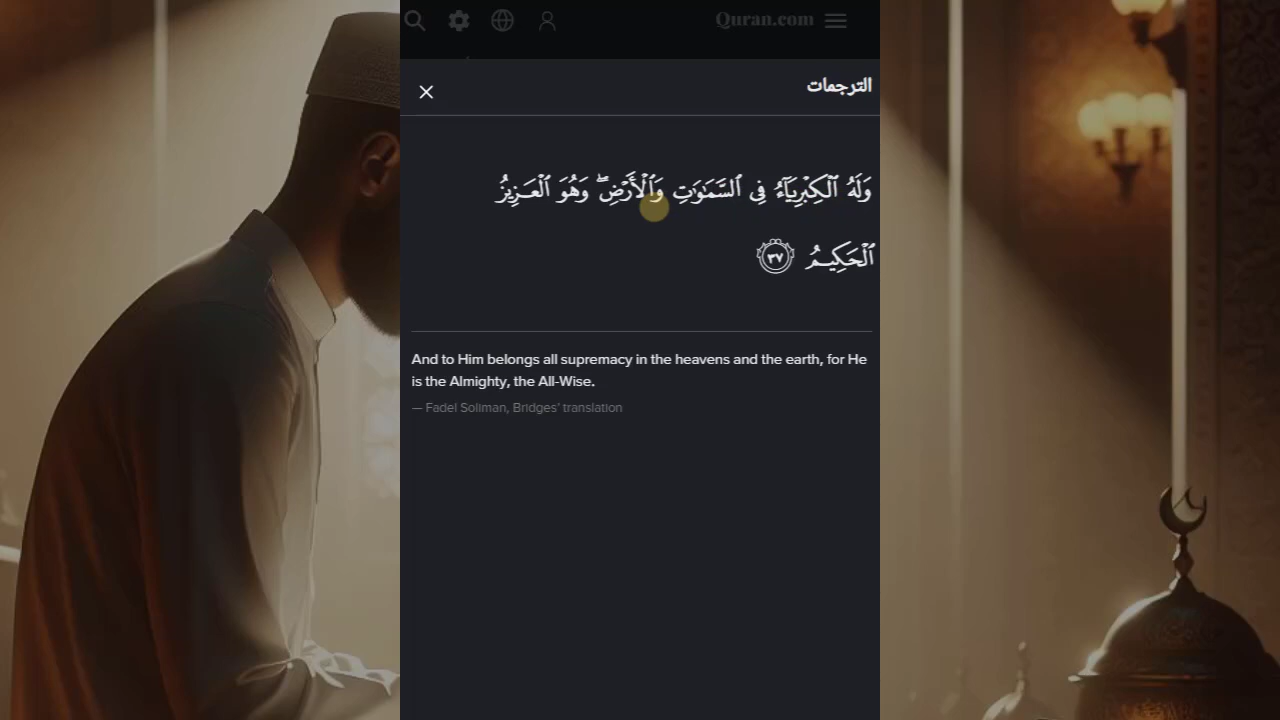 Quran.com
الترجمات
وَلَهُ ٱلْكِبْرِيَآءُ فِى ٱلسَّمَـٰوَٰتِ وَٱلْأَرْضِ ۖ وَهُوَ ٱلْعَزِيزُ
ٱلْحَكِيمُ ٣٧
And to Him belongs all supremacy in the heavens and the earth, for He
is the Almighty, the All-Wise.
— Fadel Soliman, Bridges’ translation